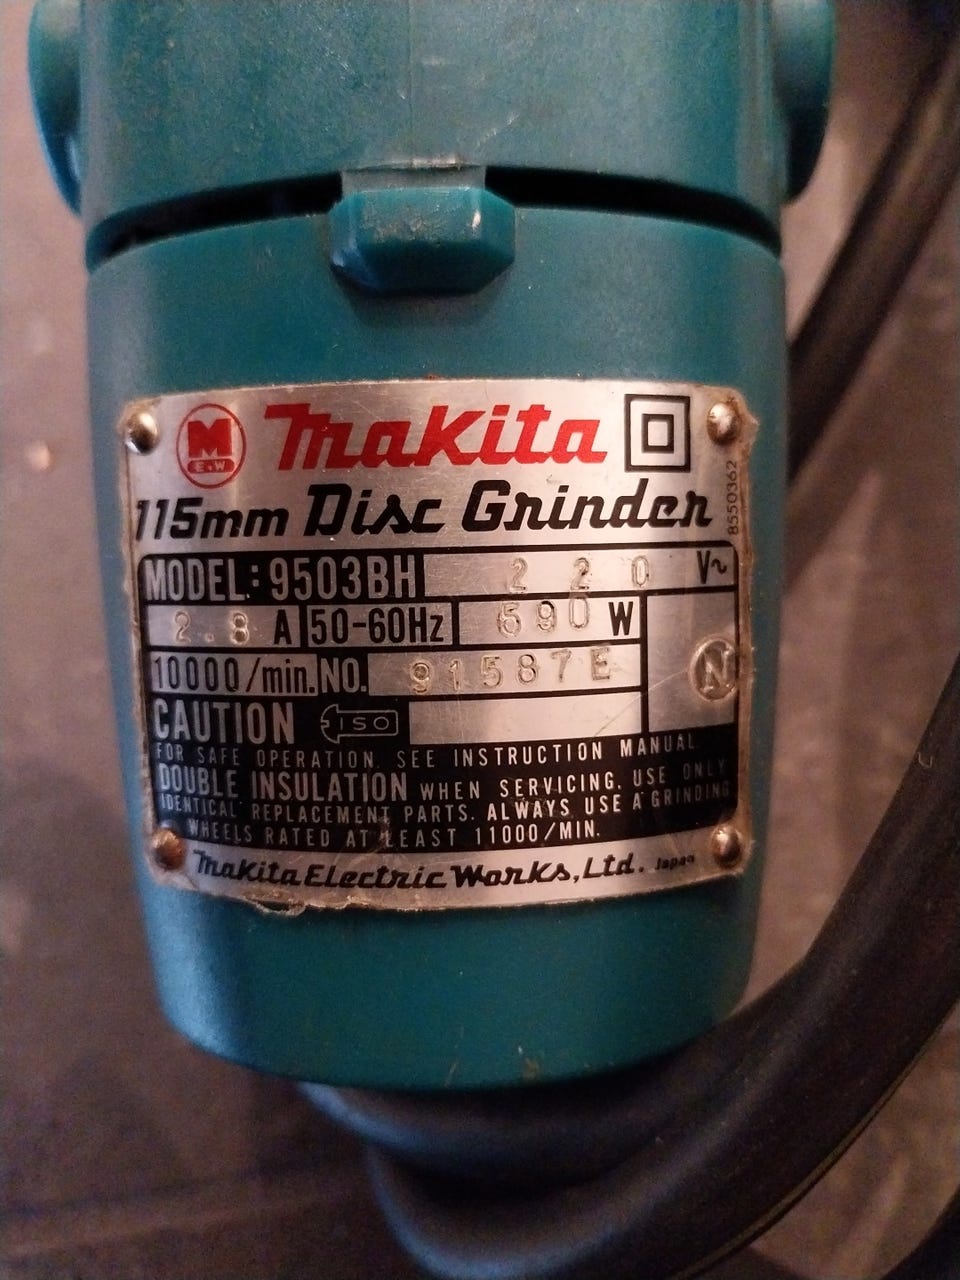 M
E.W
Makita
115mm Disc Grinder
8550362
MODEL: 9503BH 220 V~
2.8 A 50-60Hz 590 W
10000/min. NO. 91587E
N
CAUTION ISO
FOR SAFE OPERATION. SEE INSTRUCTION MANUAL.
DOUBLE INSULATION WHEN SERVICING, USE ONLY
IDENTICAL REPLACEMENT PARTS. ALWAYS USE A GRINDING
WHEELS RATED AT LEAST 11000/MIN.
Makita Electric Works, Ltd. Japan